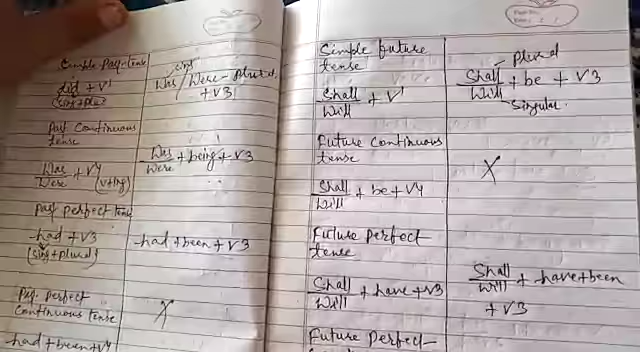 Simple Past tense
did + V1
(sing + plu)
sing
Was / Were - plural
+ V3
Past Continuous
tense
Was
Were + V4
(V+ing)
Was
Were + being + V3
Past perfect tense
had + V3
(sing + plural)
had + been + V3
Past perfect
Continuous tense
X
had + been + V4
Simple future
tense
Shall
Will + V1
plural
Shall
Will + be + V3
Singular
Future Continuous
tense
Shall
Will + be + V4
X
Future perfect
tense
Shall
Will + have + V3
Shall
Will + have + been
+ V3
Future perfect